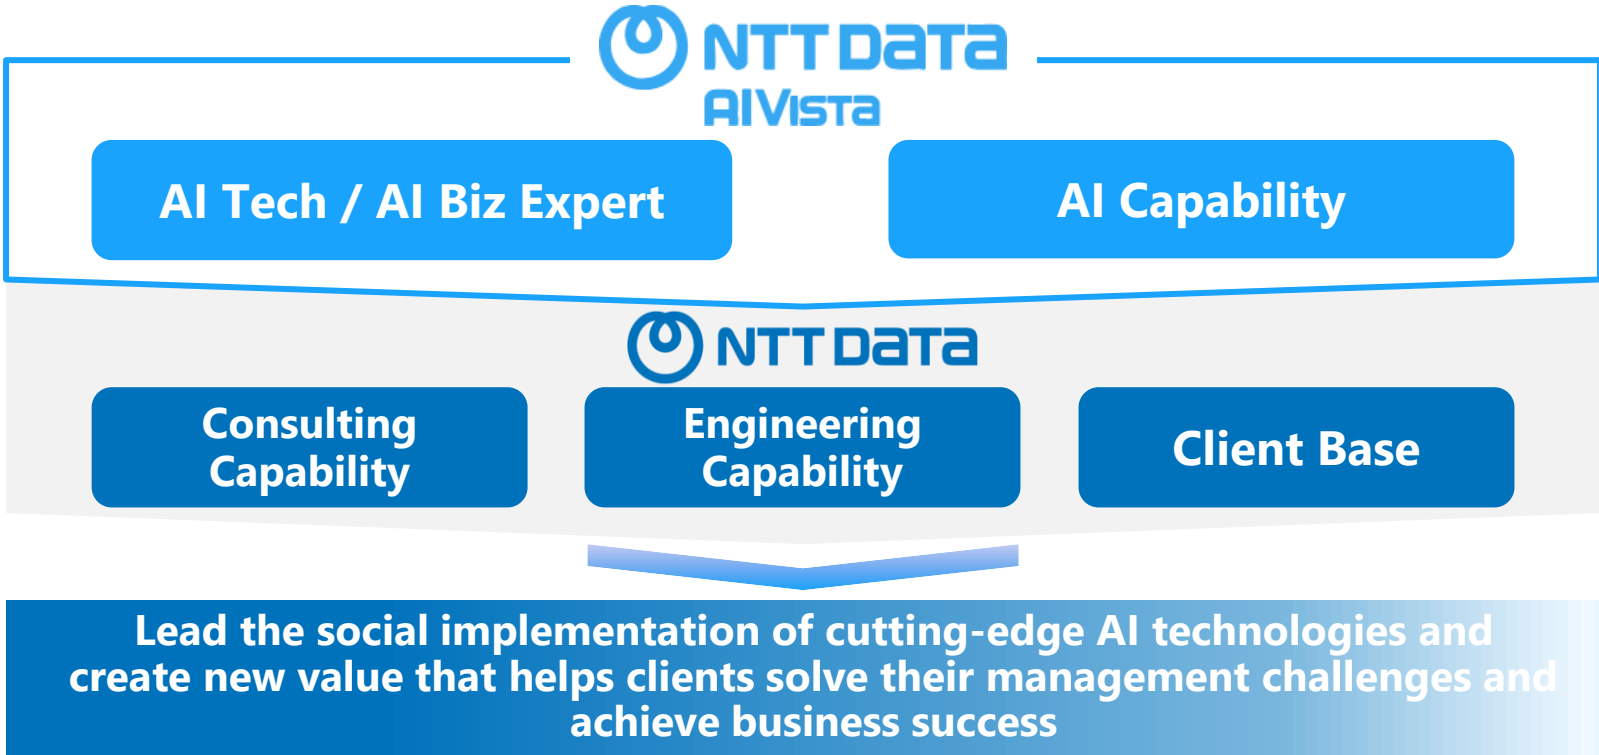 NTT DATA
AIVISTA
AI Tech / AI Biz Expert
AI Capability
NTT DATA
Consulting
Capability
Engineering
Capability
Client Base
Lead the social implementation of cutting-edge AI technologies and
create new value that helps clients solve their management challenges and
achieve business success